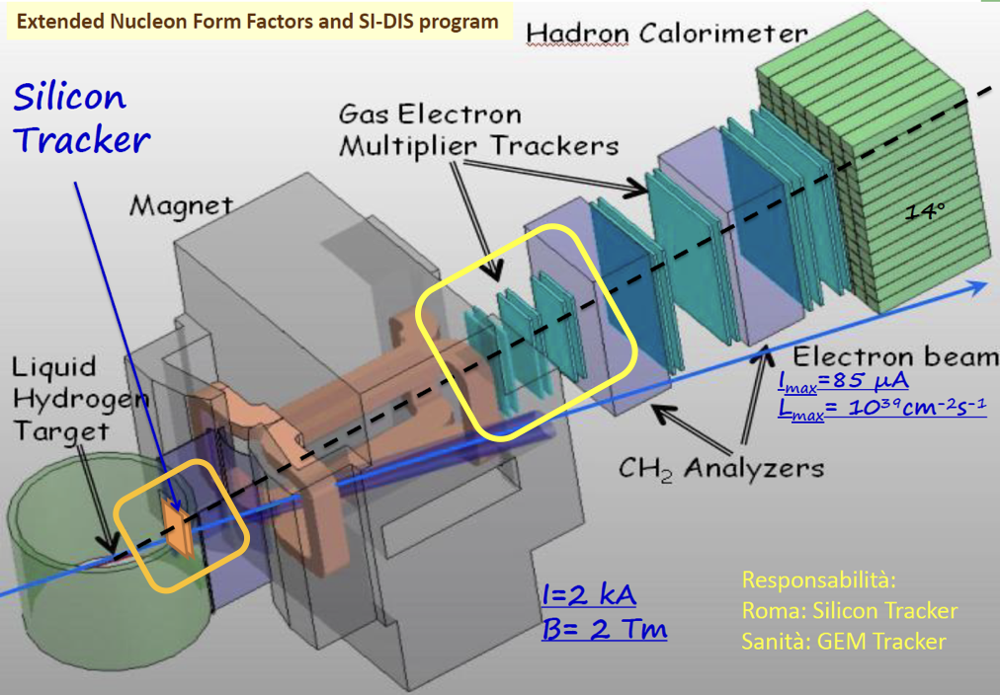 Extended Nucleon Form Factors and SI-DIS program
Hadron Calorimeter
Silicon
Tracker
Gas Electron
Multiplier Trackers
Magnet
14°
Liquid
Hydrogen
Target
Electron beam
Imax=85 μA
Lmax= 10³⁹cm⁻²s⁻¹
CH₂ Analyzers
I=2 kA
B= 2 Tm
Responsabilità:
Roma: Silicon Tracker
Sanità: GEM Tracker